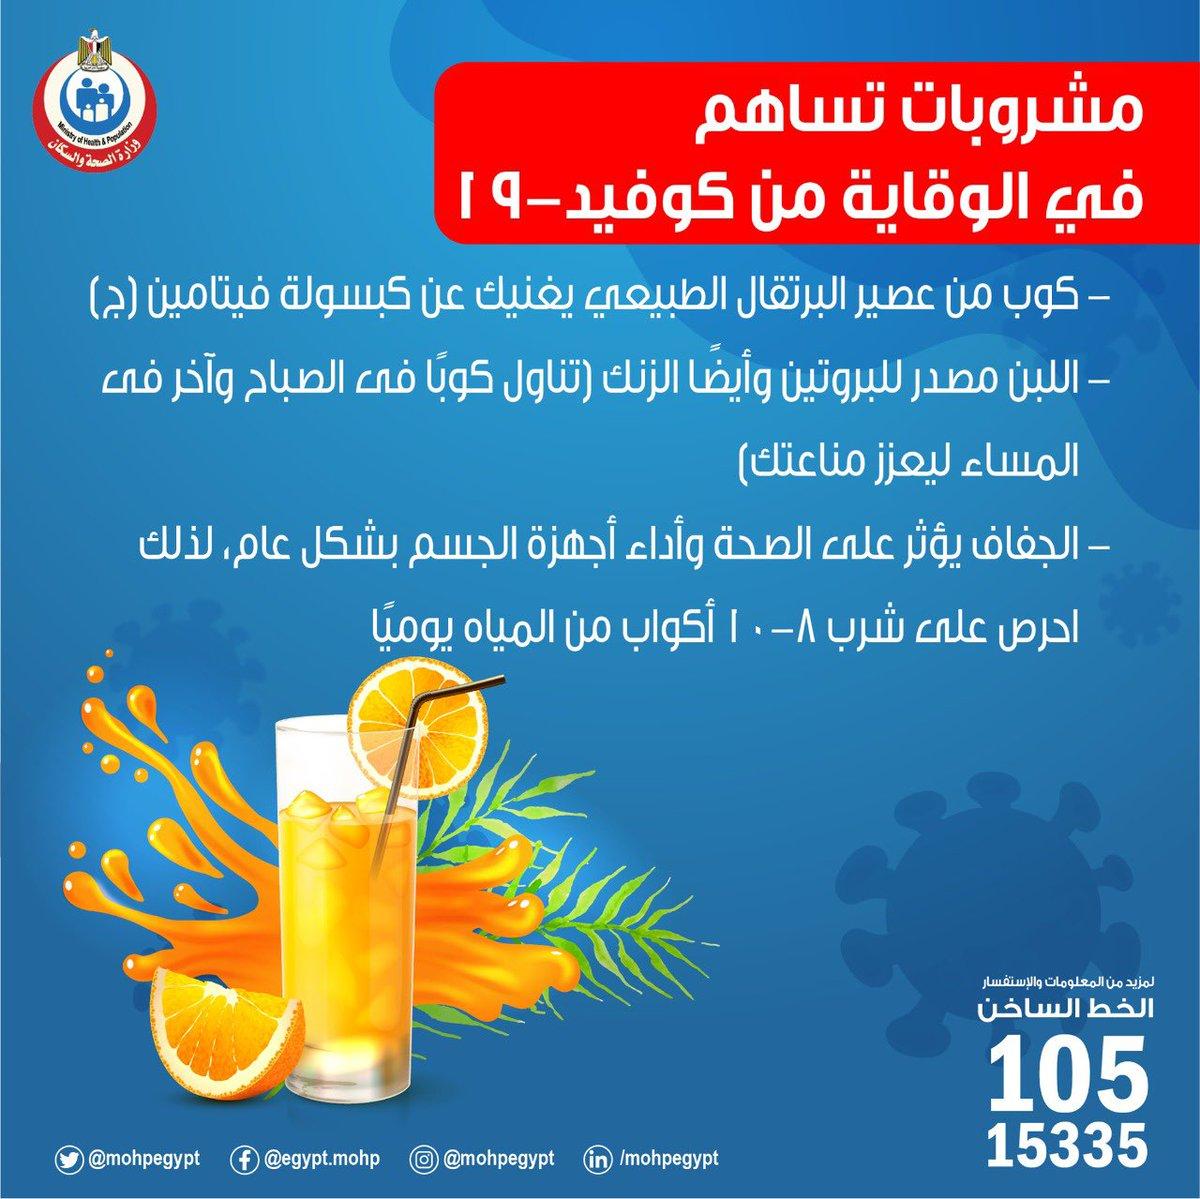 Ministry of Health & Population
وزارة الصحة والسكان
مشروبات تساهم
في الوقاية من كوفيد-١٩
- كوب من عصير البرتقال الطبيعي يغنيك عن كبسولة فيتامين (ج)
- اللبن مصدر للبروتين وأيضًا الزنك (تناول كوبًا فى الصباح وآخر فى
المساء ليعزز مناعتك)
- الجفاف يؤثر على الصحة وأداء أجهزة الجسم بشكل عام، لذلك
احرص على شرب ٨-١٠ أكواب من المياه يوميًا
لمزيد من المعلومات والإستفسار
الخط الساخن
105
15335
@mohpegypt @egypt.mohp @mohpegypt /mohpegypt